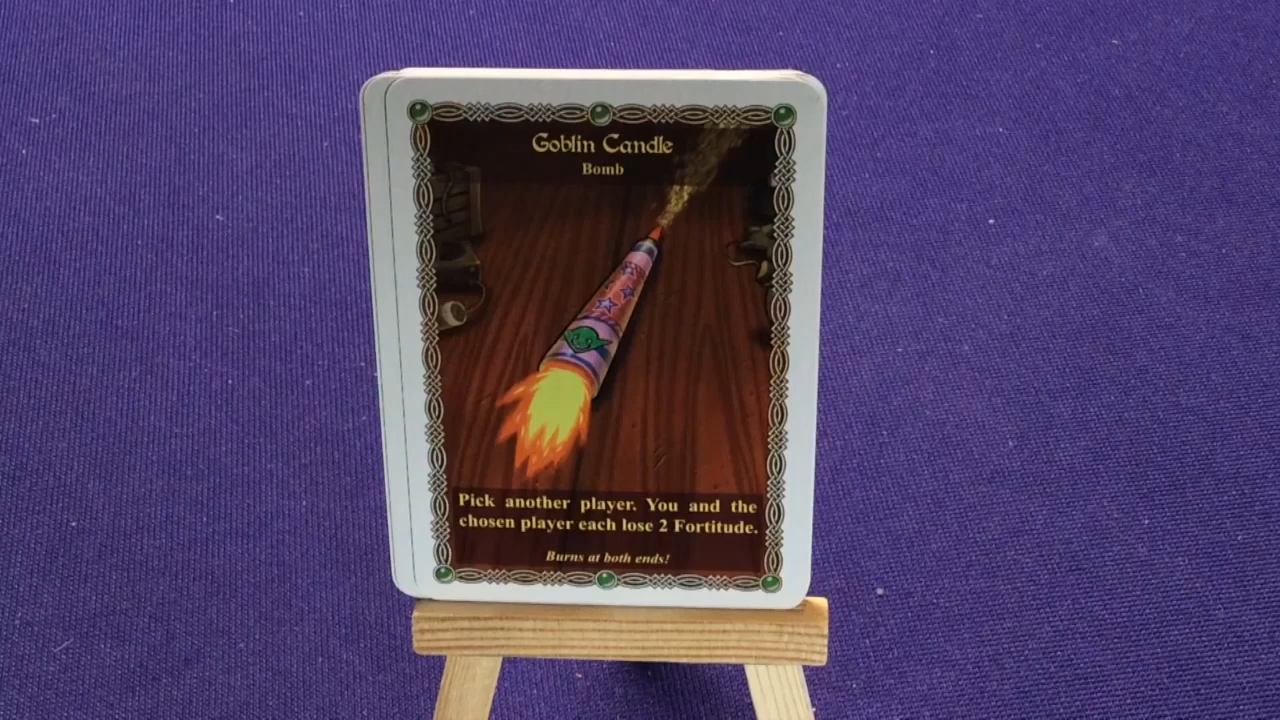 Goblin Candle
Bomb
Pick another player. You and the
chosen player each lose 2 Fortitude.
Burns at both ends!